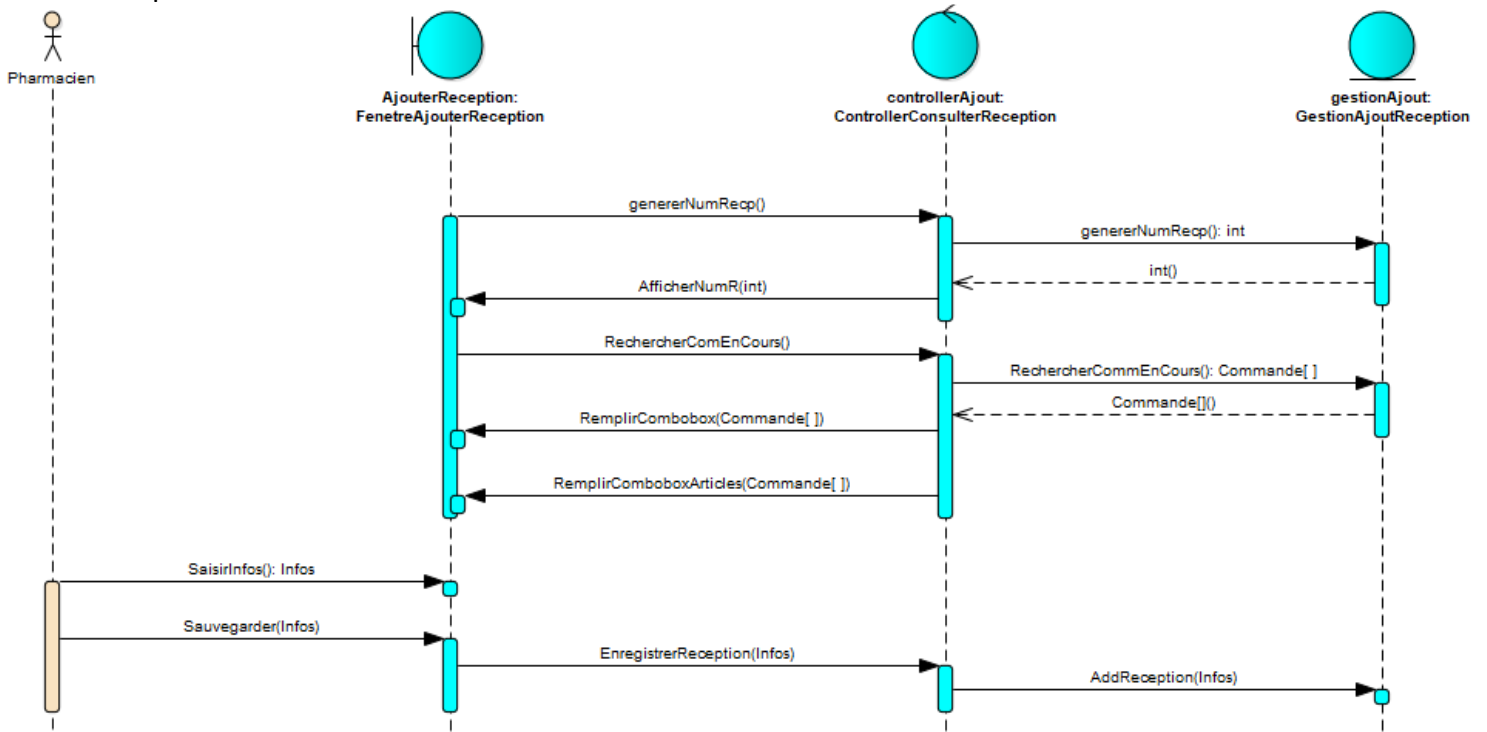 Pharmacien
AjouterReception:
FenetreAjouterReception
controllerAjout:
ControllerConsulterReception
gestionAjout:
GestionAjoutReception
genererNumRecp()
genererNumRecp(): int
int()
AfficherNumR(int)
RechercherComEnCours()
RechercherCommEnCours(): Commande[ ]
Commande[]()
RemplirCombobox(Commande[ ])
RemplirComboboxArticles(Commande[ ])
SaisirInfos(): Infos
Sauvegarder(Infos)
EnregistrerReception(Infos)
AddReception(Infos)